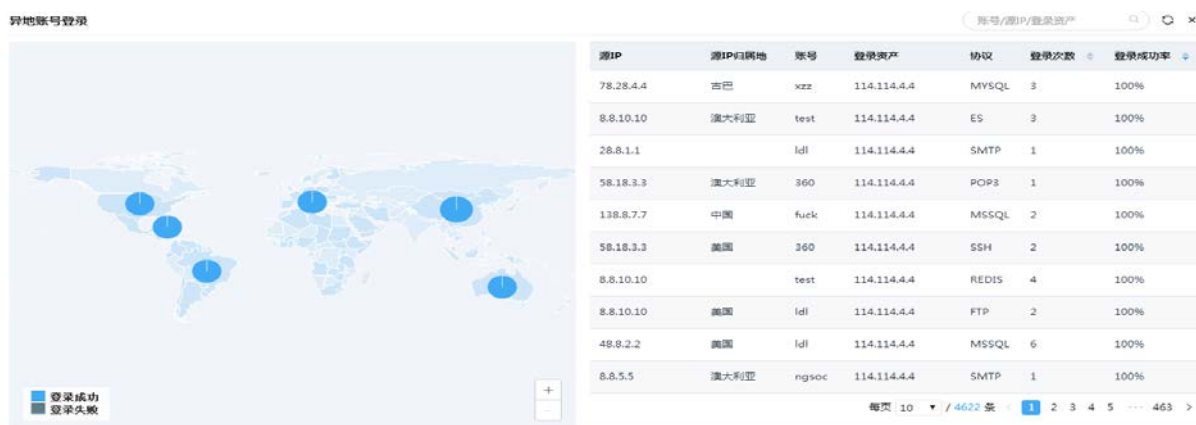 异地账号登录
账号/源IP/登录资产
源IP 源IP归属地 账号 登录资产 协议 登录次数 登录成功率
78.28.4.4 古巴 xzz 114.114.4.4 MYSQL 3 100%
8.8.10.10 澳大利亚 test 114.114.4.4 ES 3 100%
28.8.1.1 ldl 114.114.4.4 SMTP 1 100%
58.18.3.3 澳大利亚 360 114.114.4.4 POP3 1 100%
138.8.7.7 中国 fuck 114.114.4.4 MSSQL 2 100%
58.18.3.3 美国 360 114.114.4.4 SSH 2 100%
8.8.10.10 test 114.114.4.4 REDIS 4 100%
8.8.10.10 美国 ldl 114.114.4.4 FTP 2 100%
48.8.2.2 美国 ldl 114.114.4.4 MSSQL 6 100%
8.8.5.5 澳大利亚 ngsoc 114.114.4.4 SMTP 1 100%
登录成功
登录失败
每页 10 / 4622 条 < 1 2 3 4 5 ··· 463 >